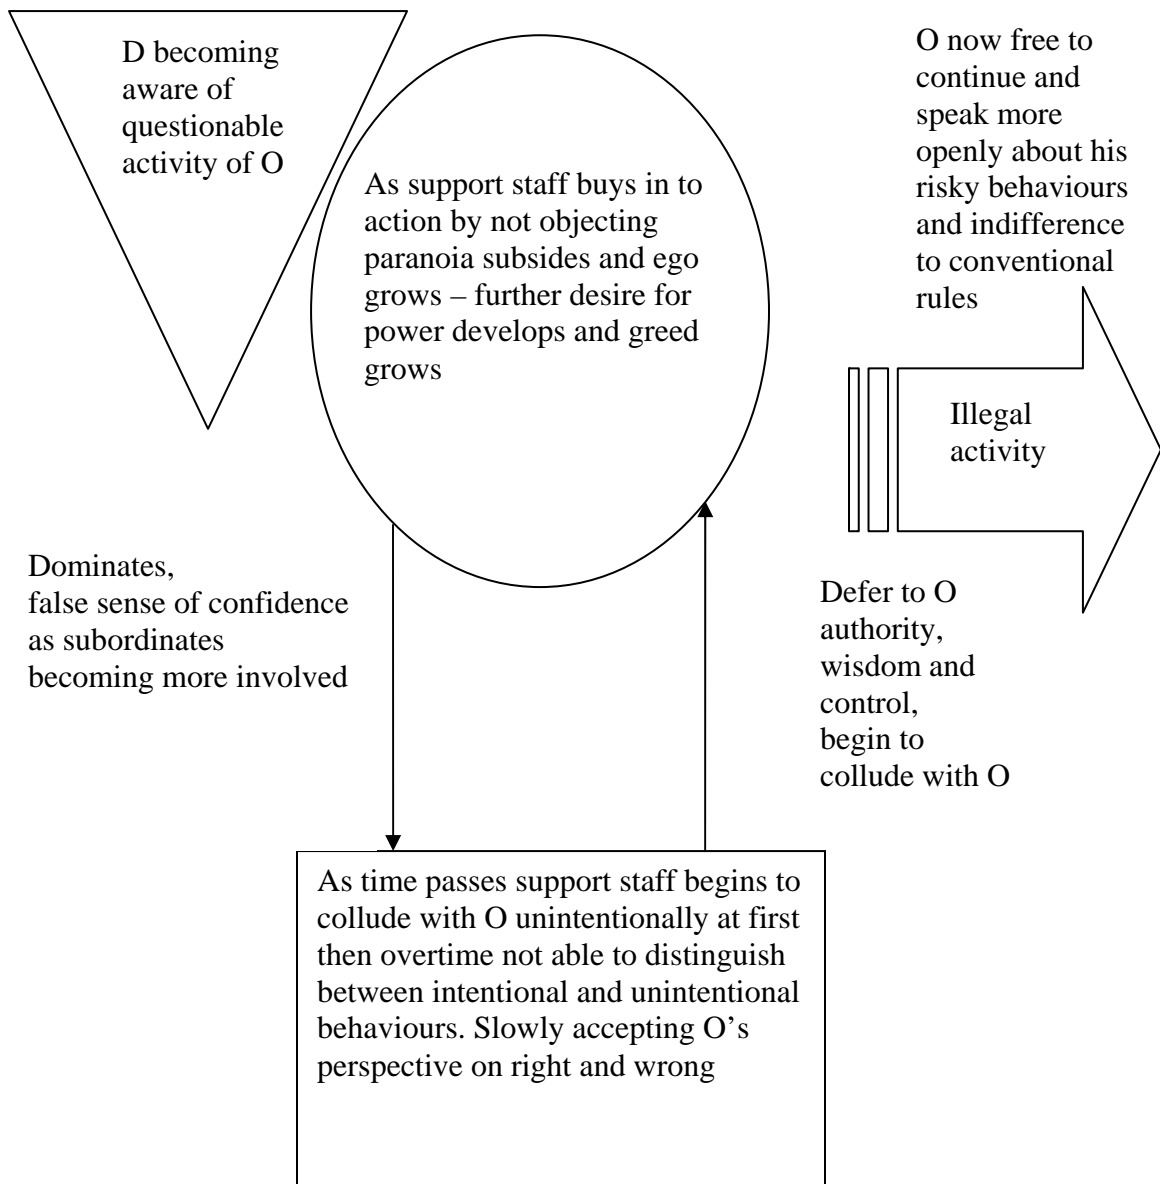 D becoming
aware of
questionable
activity of O
As support staff buys in to
action by not objecting
paranoia subsides and ego
grows – further desire for
power develops and greed
grows
O now free to
continue and
speak more
openly about his
risky behaviours
and indifference
to conventional
rules
Illegal
activity
Dominates,
false sense of confidence
as subordinates
becoming more involved
Defer to O
authority,
wisdom and
control,
begin to
collude with O
As time passes support staff begins to
collude with O unintentionally at first
then overtime not able to distinguish
between intentional and unintentional
behaviours. Slowly accepting O’s
perspective on right and wrong